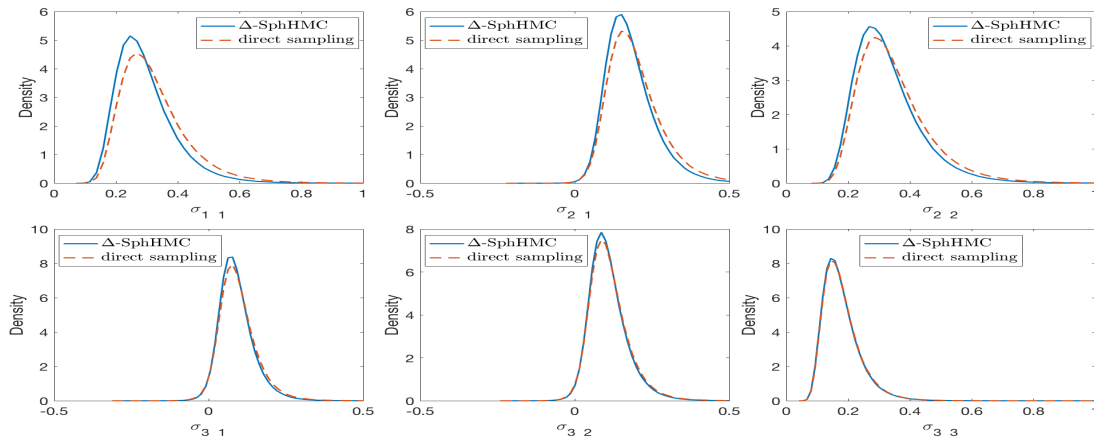 Δ-SphHMC
direct sampling
Density
6
5
4
3
2
1
0
0 0.2 0.4 0.6 0.8 1
σ1 1
Δ-SphHMC
direct sampling
Density
6
5
4
3
2
1
0
-0.5 0 0.5
σ2 1
Δ-SphHMC
direct sampling
Density
5
4
3
2
1
0
0 0.2 0.4 0.6 0.8 1
σ2 2
Δ-SphHMC
direct sampling
Density
10
8
6
4
2
0
-0.5 0 0.5
σ3 1
Δ-SphHMC
direct sampling
Density
8
6
4
2
0
-0.5 0 0.5
σ3 2
Δ-SphHMC
direct sampling
Density
10
8
6
4
2
0
0 0.2 0.4 0.6 0.8 1
σ3 3